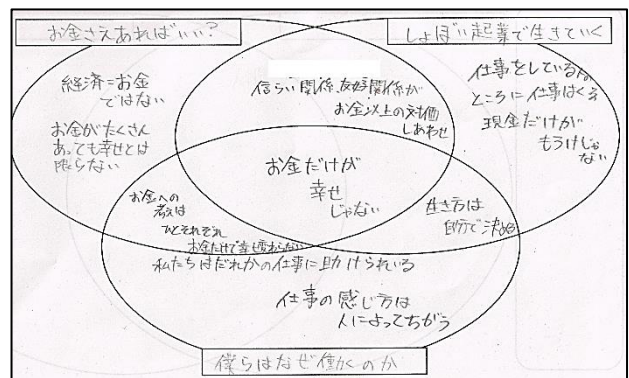 お金さえあればいい?
しょぼい起業で生きていく
経済=お金
ではない
お金がたくさん
あっても幸せとは
限らない
信らい関係、友好関係が
お金以上の対価
しあわせ
仕事をしている人の
ところに仕事はくる
現金だけが
もうけじゃ
ない
お金だけが
幸せ
じゃない
お金への
考えは
ひとそれぞれ
お金だけで幸せ変わらない
生き方は
自分で決める
私たちはだれかの仕事に助けられている
仕事の感じ方は
人によってちがう
僕らはなぜ働くのか